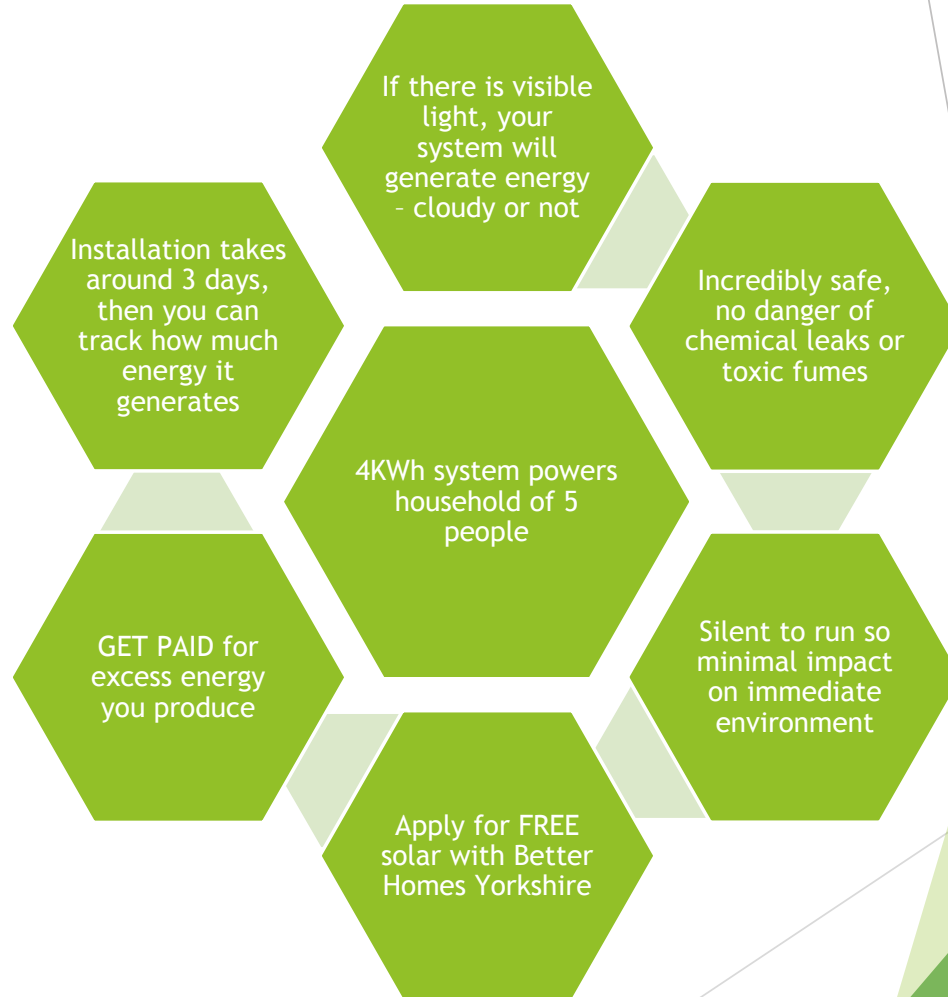 If there is visible
light, your
system will
generate energy
– cloudy or not
Incredibly safe,
no danger of
chemical leaks or
toxic fumes
Silent to run so
minimal impact
on immediate
environment
Apply for FREE
solar with Better
Homes Yorkshire
GET PAID for
excess energy
you produce
Installation takes
around 3 days,
then you can
track how much
energy it
generates
4KWh system powers
household of 5
people